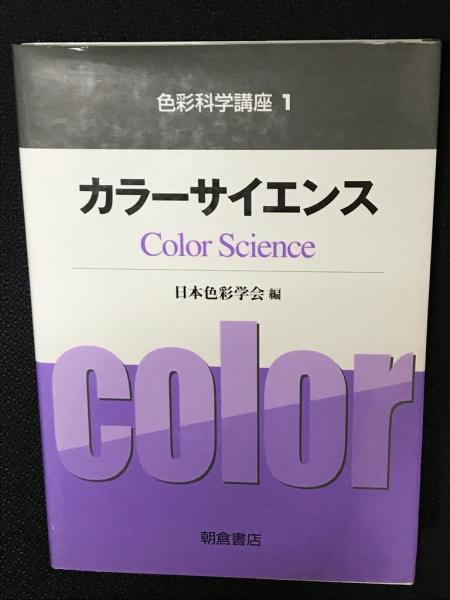 色彩科学講座 1
カラーサイエンス
Color Science
日本色彩学会 編
color
朝倉書店